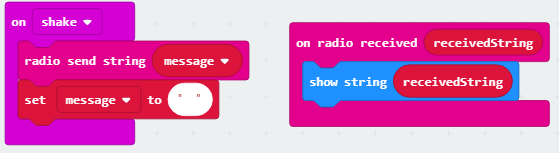 on shake
radio send string message
set message to " "
on radio received receivedString
show string receivedString